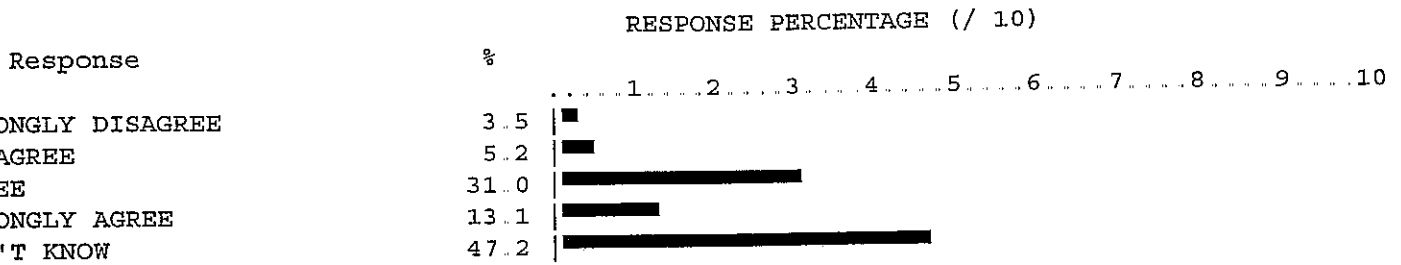 RESPONSE PERCENTAGE (/ 10)
Response %
.....1.....2.....3.....4.....5.....6.....7.....8.....9.....10
ONGLY DISAGREE 3.5
AGREE 5.2
EE 31.0
ONGLY AGREE 13.1
'T KNOW 47.2